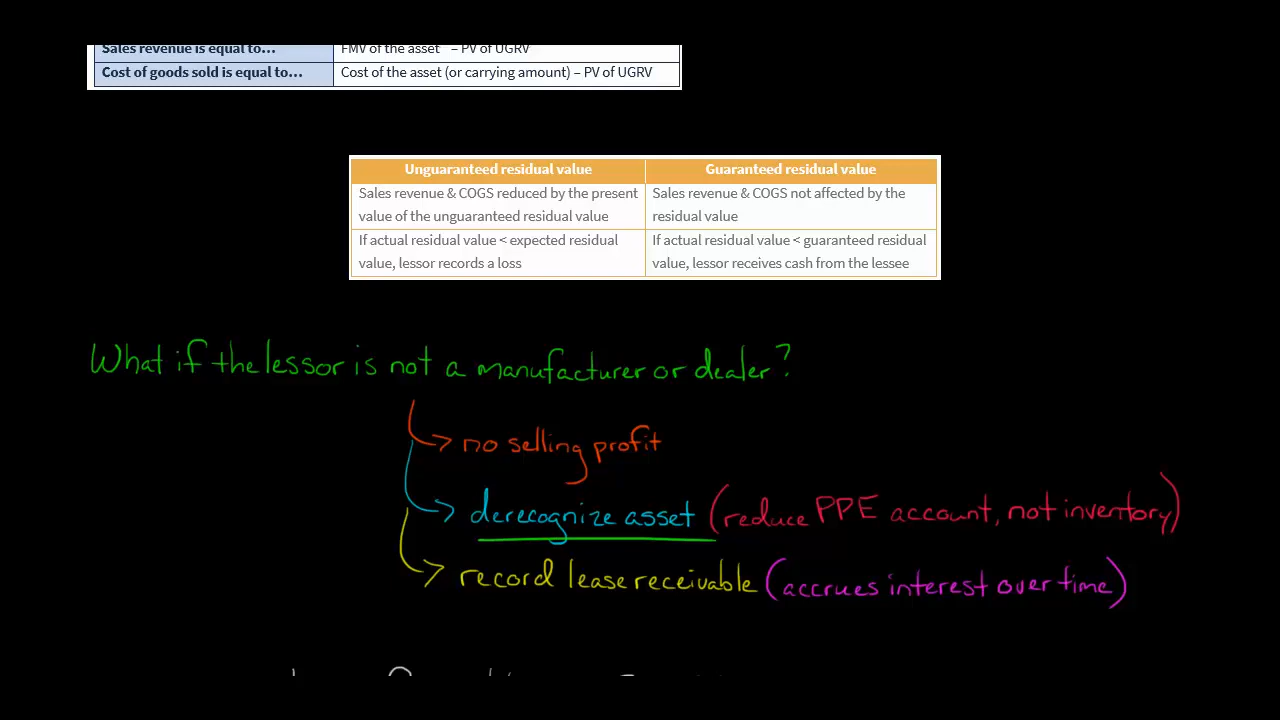 Sales revenue is equal to… FMV of the asset – PV of UGRV
Cost of goods sold is equal to… Cost of the asset (or carrying amount) – PV of UGRV
Unguaranteed residual value Guaranteed residual value
Sales revenue & COGS reduced by the present Sales revenue & COGS not affected by the
value of the unguaranteed residual value residual value
If actual residual value < expected residual If actual residual value < guaranteed residual
value, lessor records a loss value, lessor receives cash from the lessee
What if the lessor is not a manufacturer or dealer?
no selling profit
derecognize asset (reduce PPE account, not inventory)
record lease receivable (accrues interest over time)